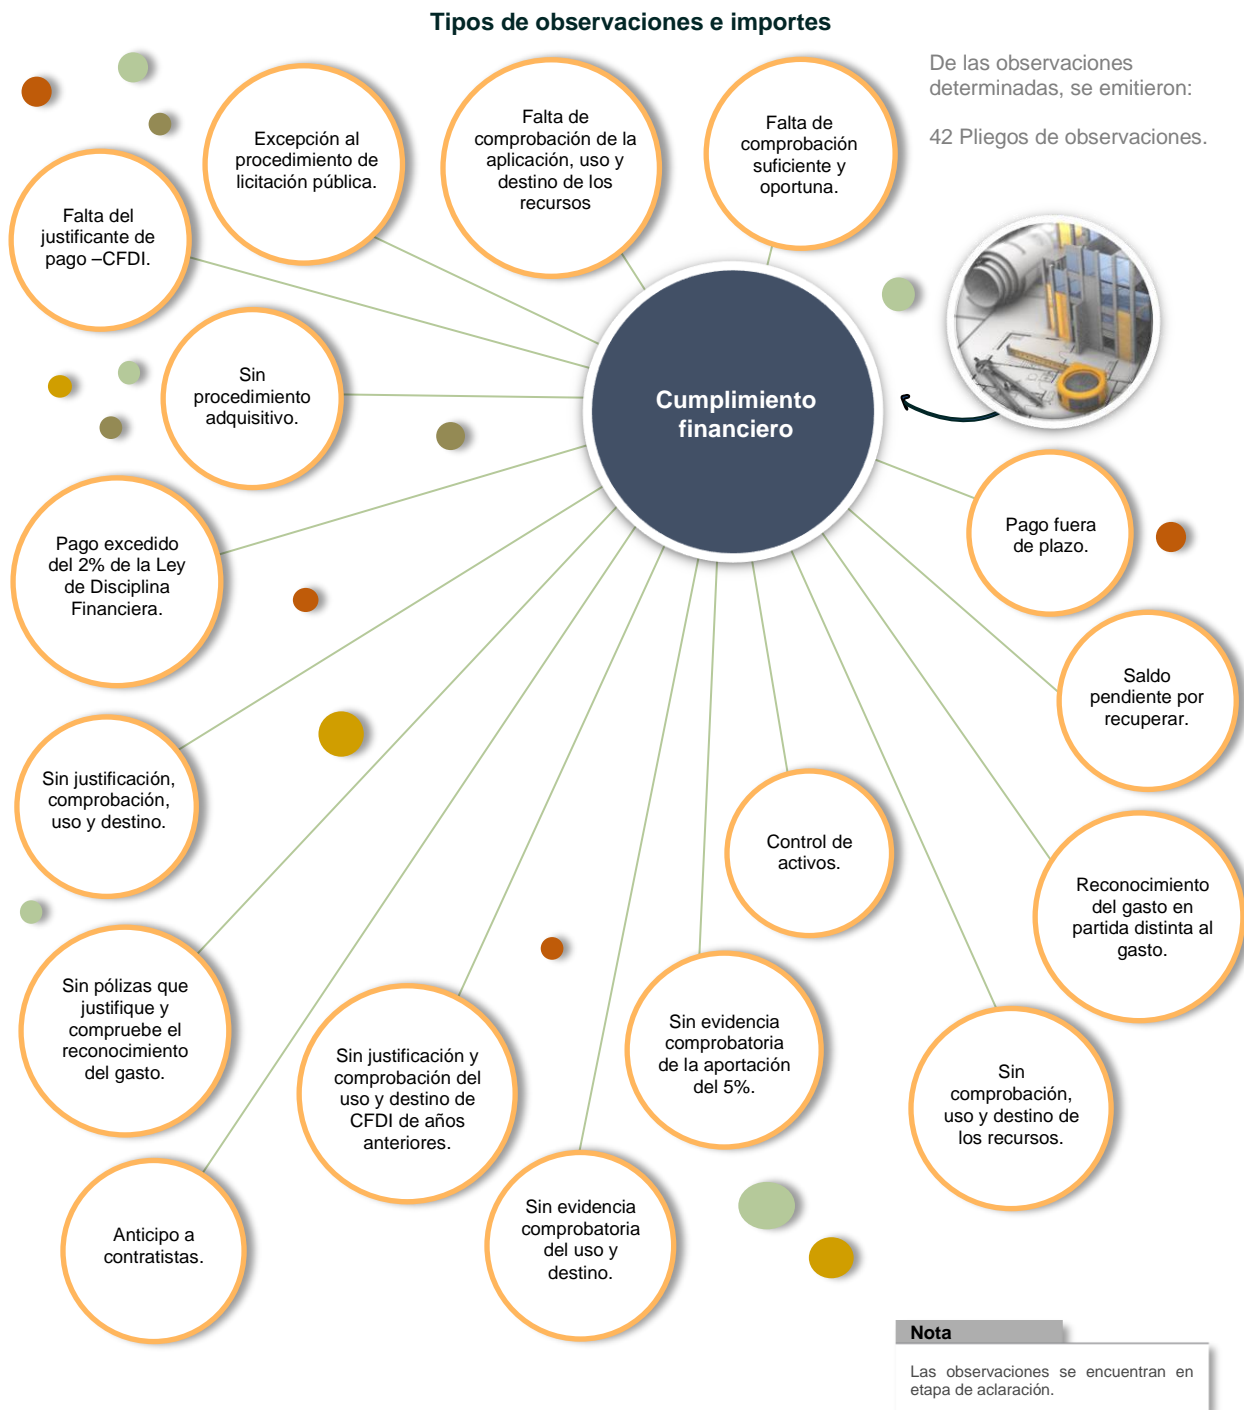 Tipos de observaciones e importes
De las observaciones
determinadas, se emitieron:
42 Pliegos de observaciones.
Excepción al
procedimiento de
licitación pública.
Falta de
comprobación de la
aplicación, uso y
destino de los
recursos
Falta de
comprobación
suficiente y
oportuna.
Falta del
justificante de
pago –CFDI.
Sin
procedimiento
adquisitivo.
Cumplimiento
financiero
Pago fuera
de plazo.
Pago excedido
del 2% de la Ley
de Disciplina
Financiera.
Saldo
pendiente por
recuperar.
Sin justificación,
comprobación,
uso y destino.
Control de
activos.
Reconocimiento
del gasto en
partida distinta al
gasto.
Sin pólizas que
justifique y
compruebe el
reconocimiento
del gasto.
Sin justificación y
comprobación del
uso y destino de
CFDI de años
anteriores.
Sin evidencia
comprobatoria
de la aportación
del 5%.
Sin
comprobación,
uso y destino de
los recursos.
Anticipo a
contratistas.
Sin evidencia
comprobatoria
del uso y
destino.
Nota
Las observaciones se encuentran en
etapa de aclaración.